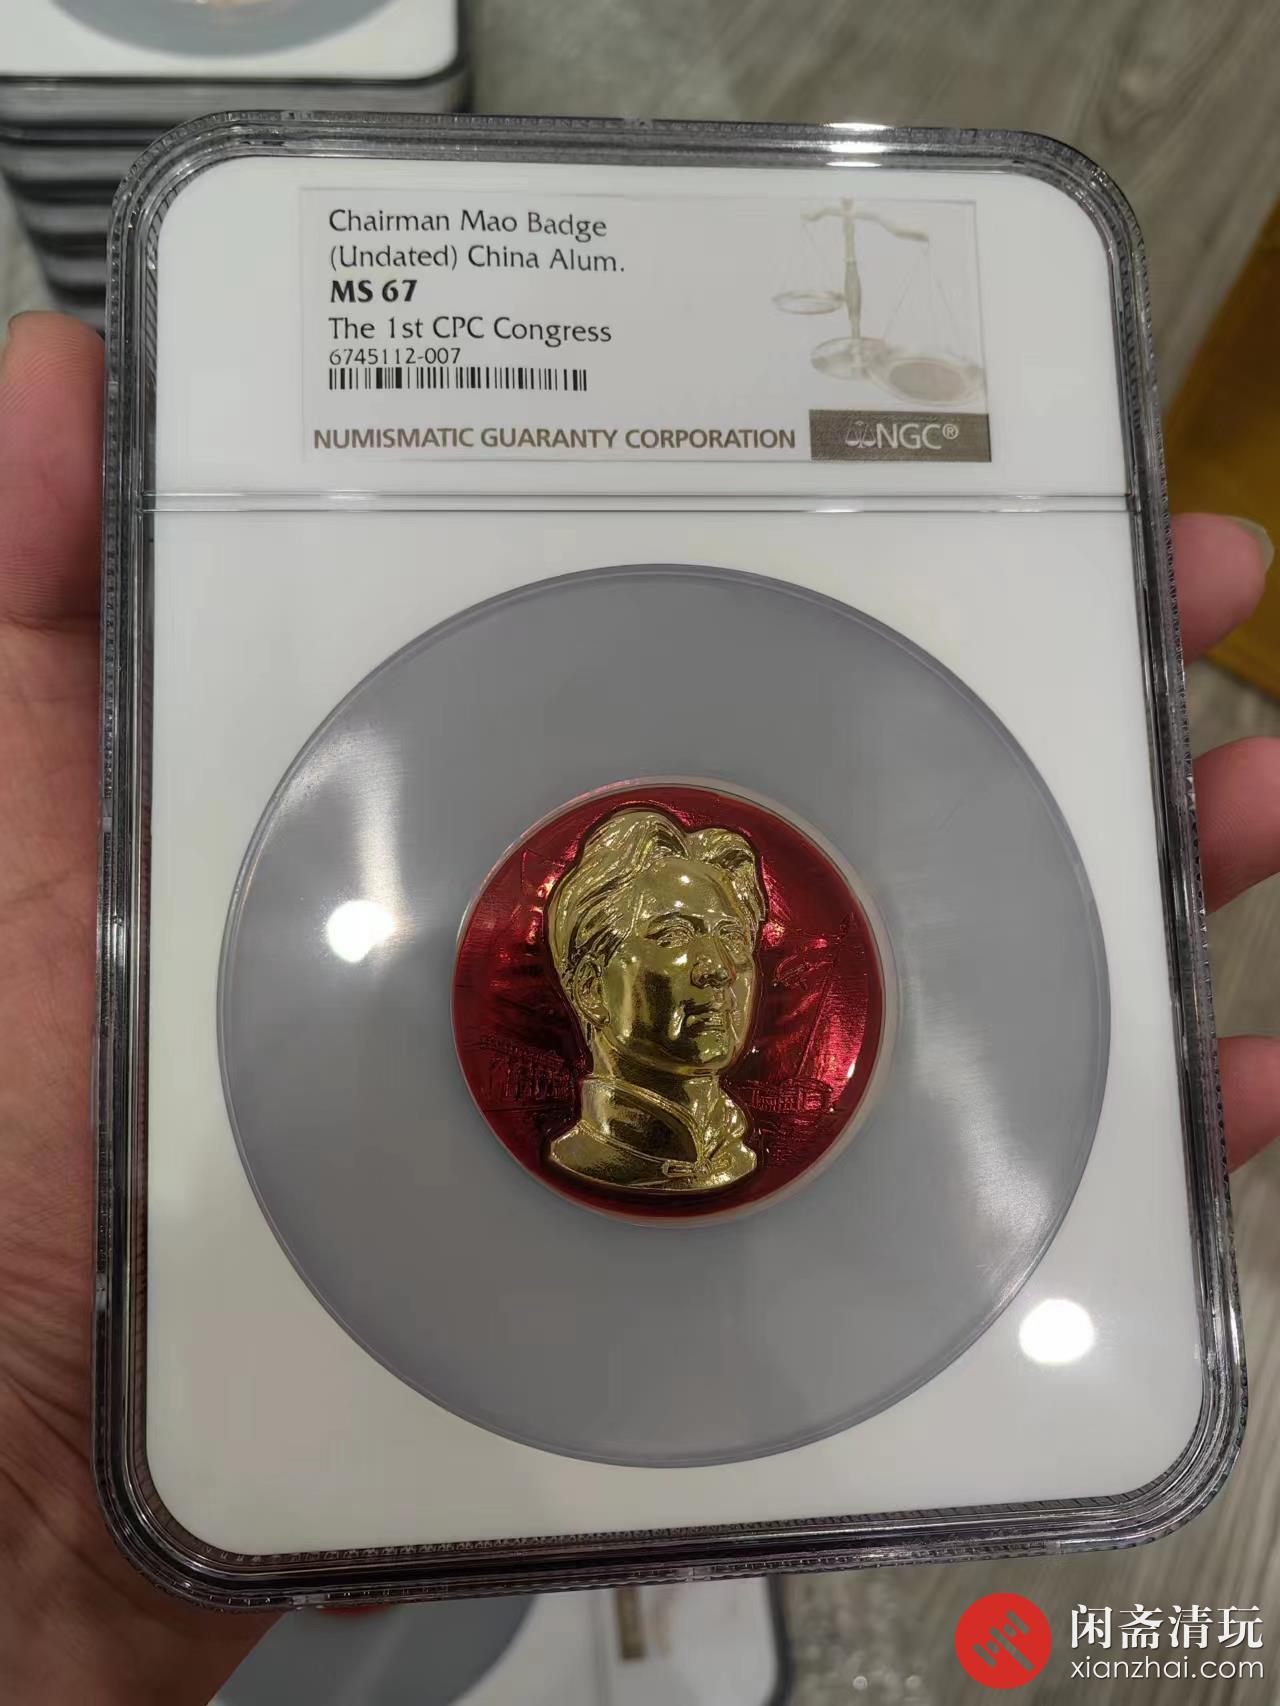 Chairman Mao Badge
(Undated) China Alum.
MS 67
The 1st CPC Congress
6745112-007
NUMISMATIC GUARANTY CORPORATION
NGC®
闲斋清玩
xianzhai.com